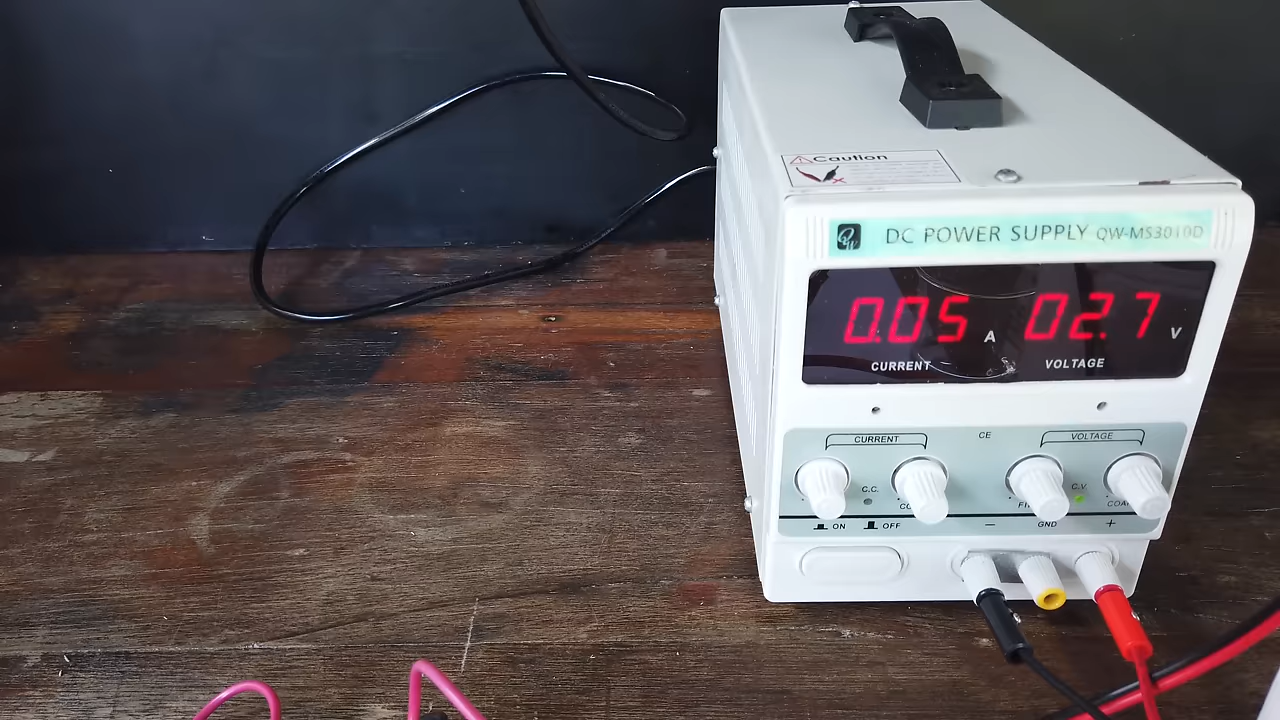 Caution
DC POWER SUPPLY QW-MS3010D
0.05 A 02.7 V
CURRENT VOLTAGE
CURRENT CE VOLTAGE
C.C. C.V.
ON OFF − GND +